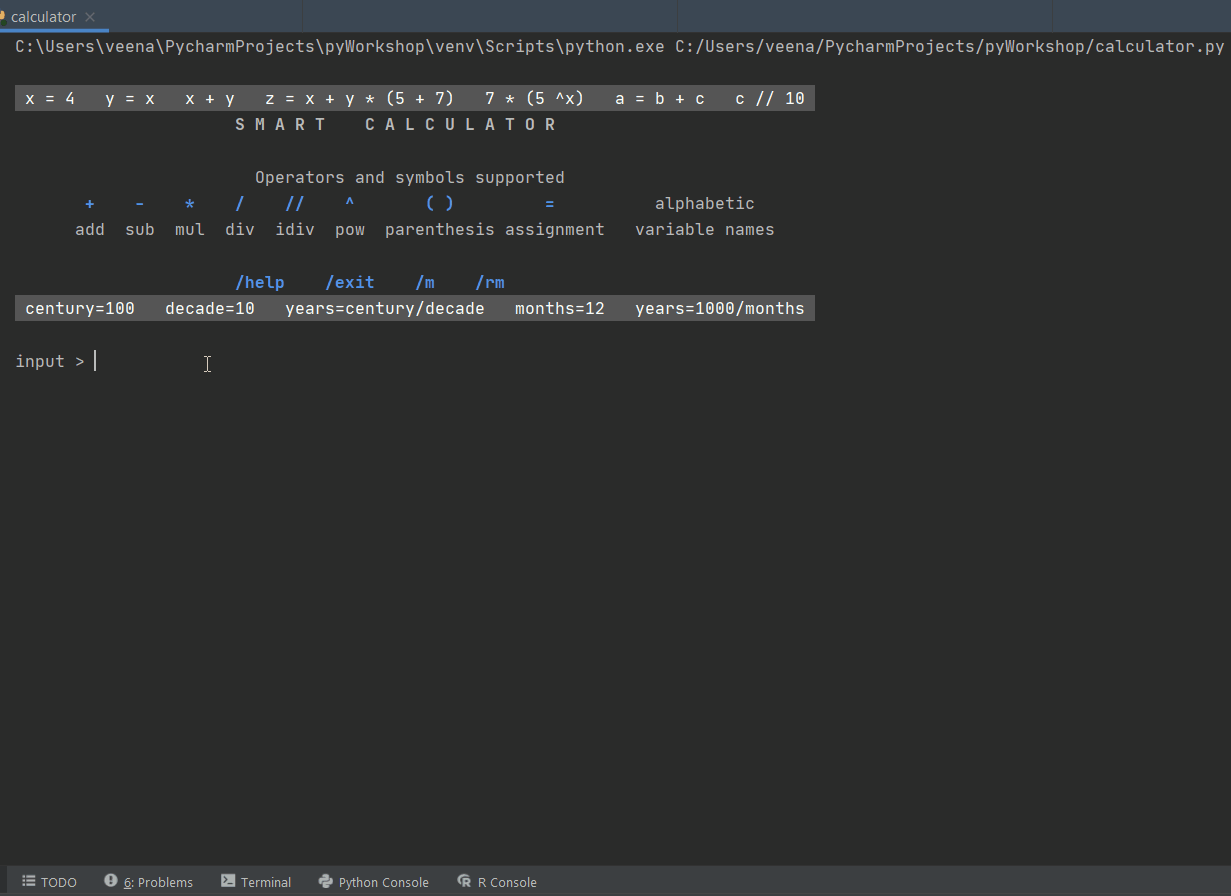 calculator
C:\Users\veena\PycharmProjects\pyWorkshop\venv\Scripts\python.exe C:/Users/veena/PycharmProjects/pyWorkshop/calculator.py
x = 4   y = x   x + y   z = x + y * (5 + 7)   7 * (5 ^x)   a = b + c   c // 10
S M A R T   C A L C U L A T O R
Operators and symbols supported
+   -   *   /   //   ^   ( )   =   alphabetic
add   sub   mul   div   idiv   pow   parenthesis assignment   variable names
/help   /exit   /m   /rm
century=100   decade=10   years=century/decade   months=12   years=1000/months
input >
TODO   6: Problems   Terminal   Python Console   R Console